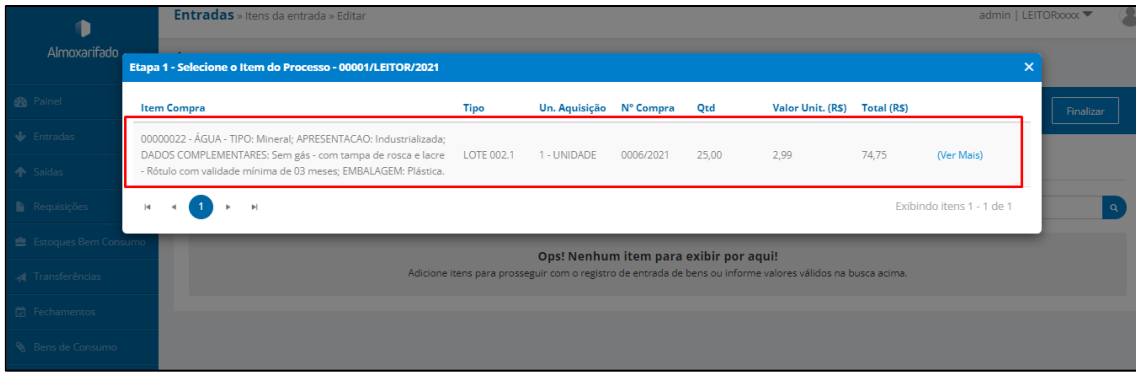 Entradas » Itens da entrada » Editar
admin | LEITORxxxx
Almoxarifado
Etapa 1 - Selecione o Item do Processo - 00001/LEITOR/2021
Painel
Item Compra Tipo Un. Aquisição Nº Compra Qtd Valor Unit. (R$) Total (R$)
Finalizar
Entradas
00000022 - ÁGUA - TIPO: Mineral; APRESENTACAO: Industrializada;
DADOS COMPLEMENTARES: Sem gás - com tampa de rosca e lacre
- Rótulo com validade mínima de 03 meses; EMBALAGEM: Plástica.
LOTE 002.1 1 - UNIDADE 0006/2021 25,00 2,99 74,75 (Ver Mais)
Saídas
Requisições
1
Exibindo itens 1 - 1 de 1
Estoques Bem Consumo
Ops! Nenhum item para exibir por aqui!
Transferências
Adicione itens para prosseguir com o registro de entrada de bens ou informe valores válidos na busca acima.
Fechamentos
Bens de Consumo